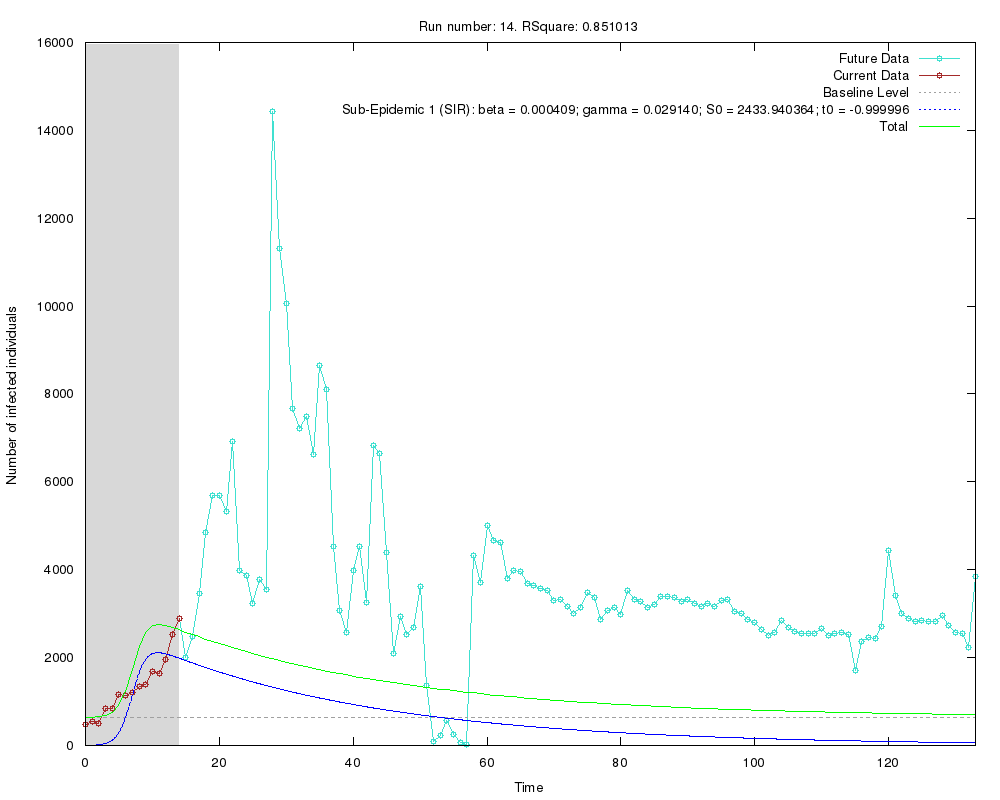 Run number: 14. RSquare: 0.851013
16000
14000
12000
10000
8000
6000
4000
2000
0
Number of infected individuals
Future Data
Current Data
Baseline Level
Sub-Epidemic 1 (SIR): beta = 0.000409; gamma = 0.029140; S0 = 2433.940364; t0 = -0.999996
Total
0 20 40 60 80 100 120
Time